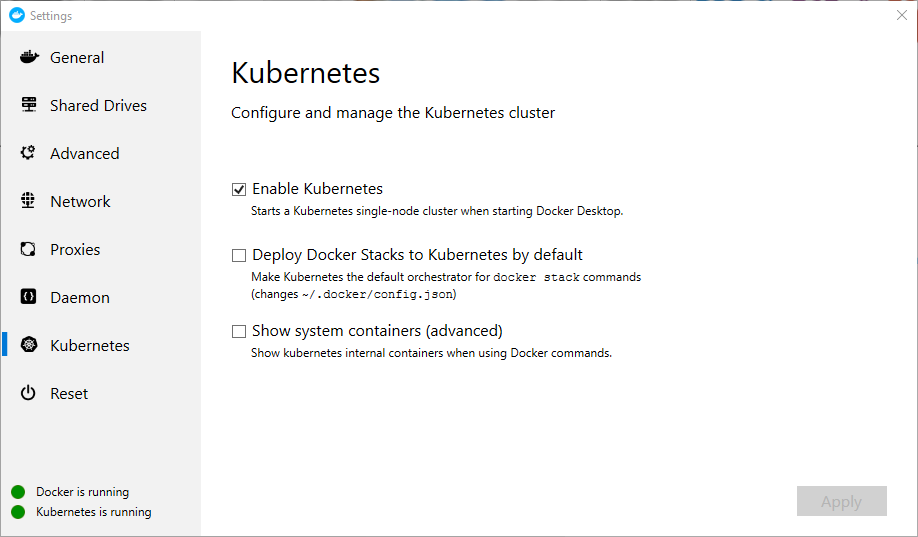 Settings
General
Shared Drives
Advanced
Network
Proxies
Daemon
Kubernetes
Reset
Docker is running
Kubernetes is running
Kubernetes
Configure and manage the Kubernetes cluster
Enable Kubernetes
Starts a Kubernetes single-node cluster when starting Docker Desktop.
Deploy Docker Stacks to Kubernetes by default
Make Kubernetes the default orchestrator for docker stack commands
(changes ~/.docker/config.json)
Show system containers (advanced)
Show kubernetes internal containers when using Docker commands.
Apply